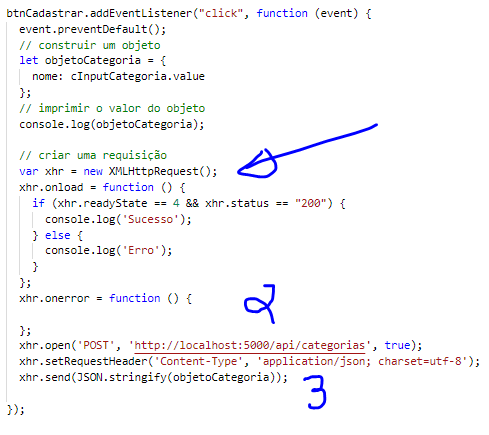 btnCadastrar.addEventListener("click", function (event) {
  event.preventDefault();
  // construir um objeto
  let objetoCategoria = {
    nome: cInputCategoria.value
  };
  // imprimir o valor do objeto
  console.log(objetoCategoria);

  // criar uma requisição
  var xhr = new XMLHttpRequest();
  xhr.onload = function () {
    if (xhr.readyState == 4 && xhr.status == "200") {
      console.log('Sucesso');
    } else {
      console.log('Erro');
    }
  };
  xhr.onerror = function () {
2
  };
  xhr.open('POST', 'http://localhost:5000/api/categorias', true);
  xhr.setRequestHeader('Content-Type', 'application/json; charset=utf-8');
  xhr.send(JSON.stringify(objetoCategoria));
3
});